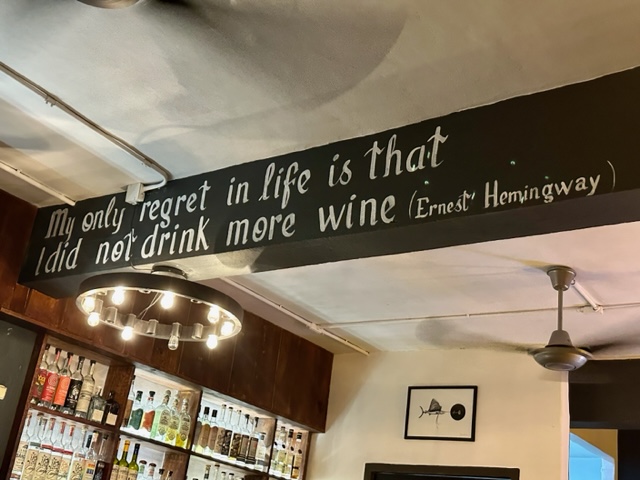 My only regret in life is that
I did not drink more wine (Ernest Hemingway)